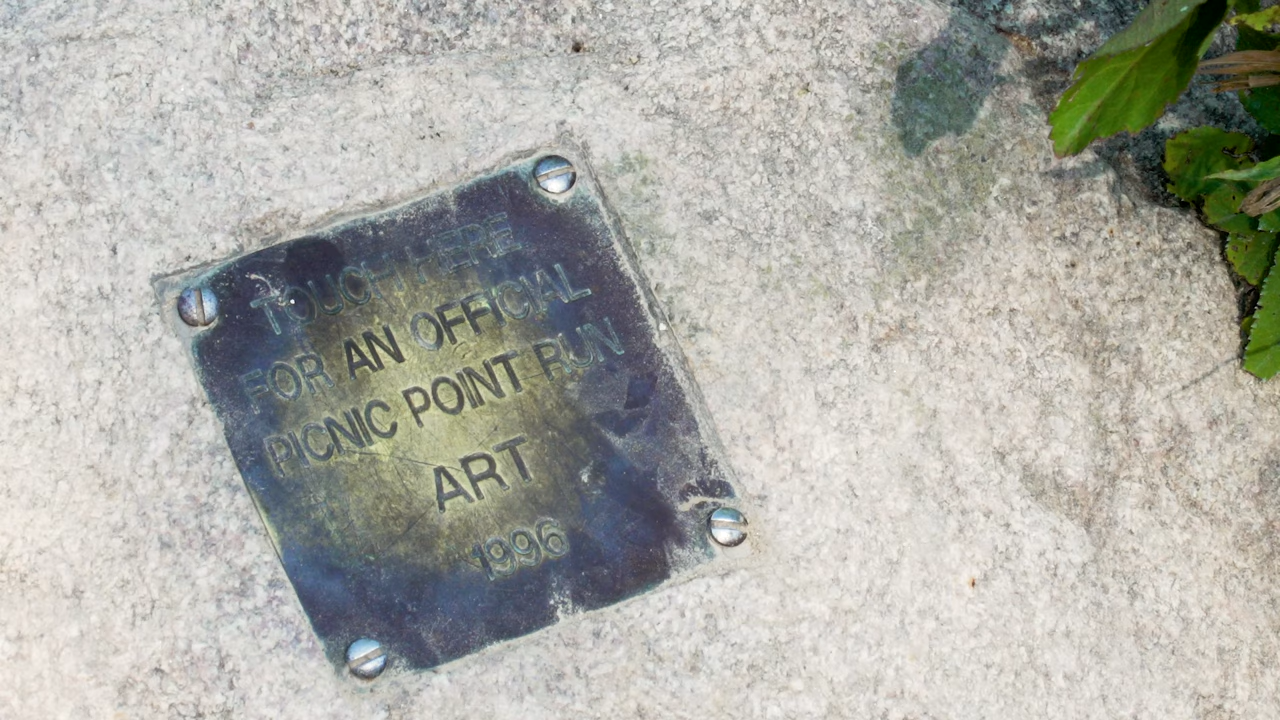 TOUCH HERE
FOR AN OFFICIAL
PICNIC POINT RUN
ART
1996